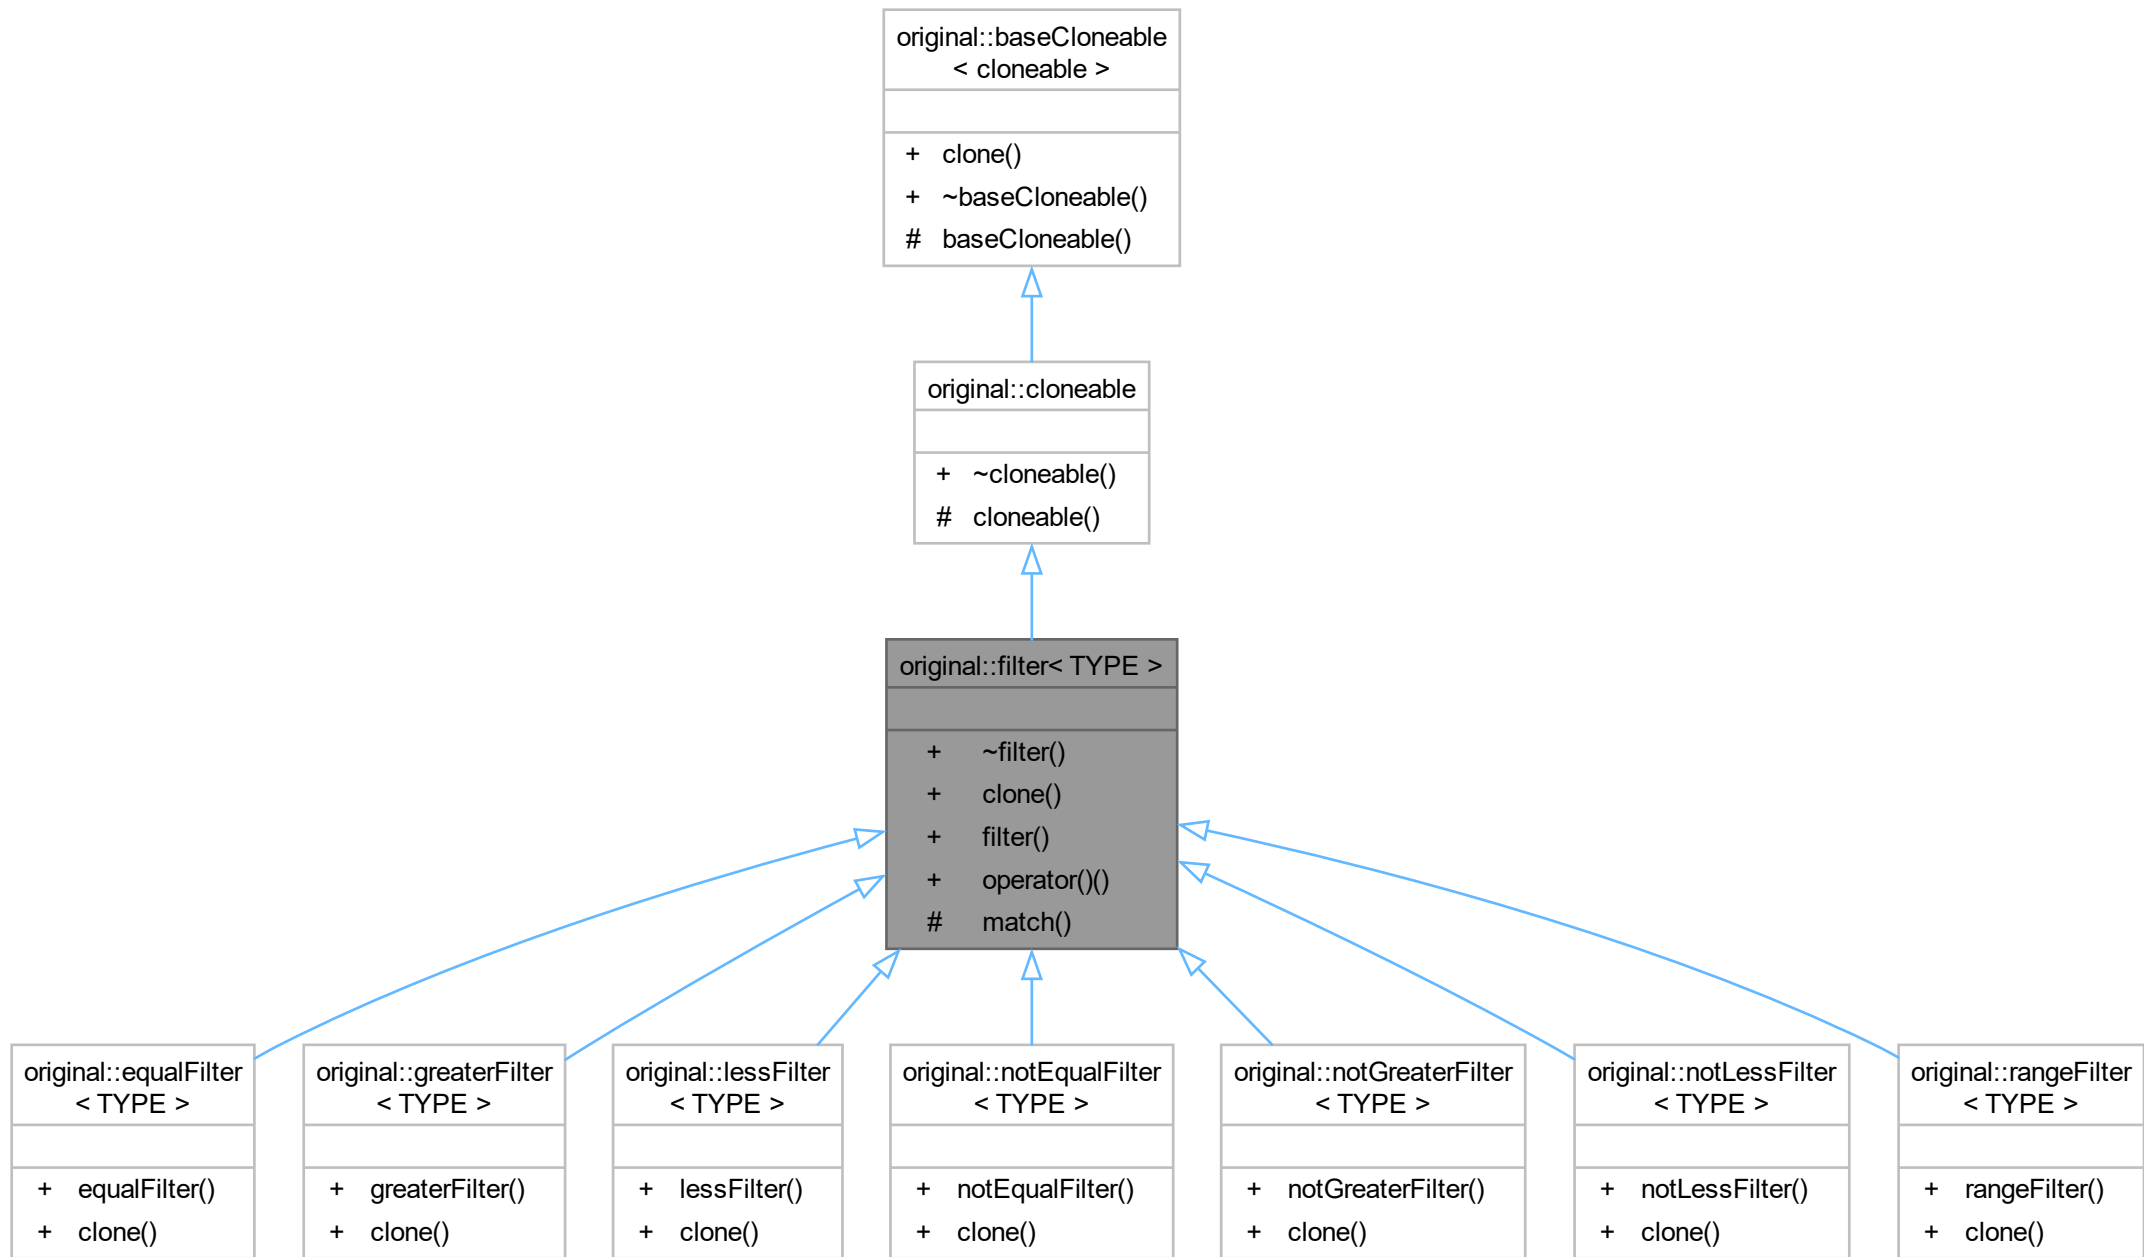 original::baseCloneable
< cloneable >
+ clone()
+ ~baseCloneable()
# baseCloneable()
original::cloneable
+ ~cloneable()
# cloneable()
original::filter< TYPE >
+ ~filter()
+ clone()
+ filter()
+ operator()()
# match()
original::equalFilter
< TYPE >
+ equalFilter()
+ clone()
original::greaterFilter
< TYPE >
+ greaterFilter()
+ clone()
original::lessFilter
< TYPE >
+ lessFilter()
+ clone()
original::notEqualFilter
< TYPE >
+ notEqualFilter()
+ clone()
original::notGreaterFilter
< TYPE >
+ notGreaterFilter()
+ clone()
original::notLessFilter
< TYPE >
+ notLessFilter()
+ clone()
original::rangeFilter
< TYPE >
+ rangeFilter()
+ clone()